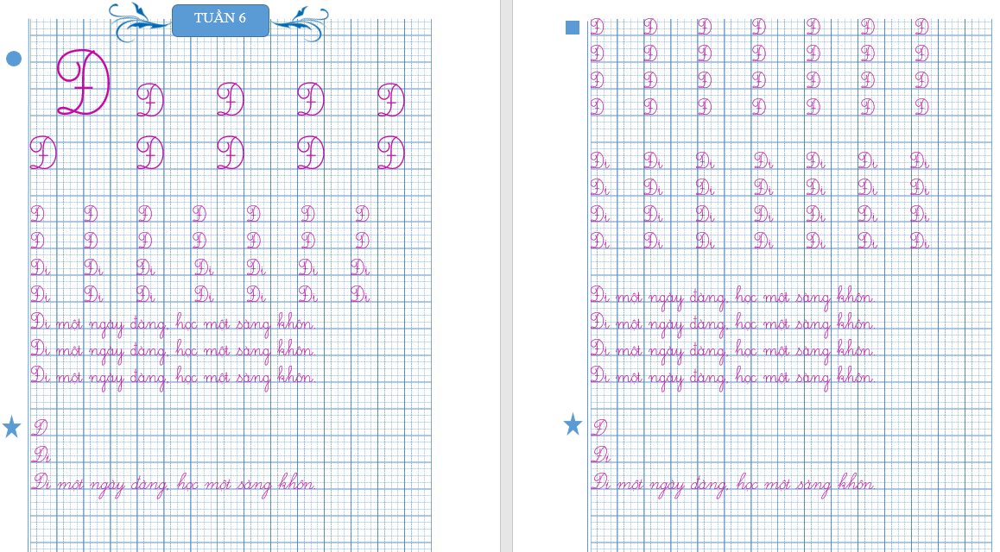 TUẦN 6
Đ Đ Đ Đ Đ
Đ Đ Đ Đ Đ
Đ Đ Đ Đ Đ Đ Đ
Đ Đ Đ Đ Đ Đ Đ
Đi Đi Đi Đi Đi Đi Đi
Đi Đi Đi Đi Đi Đi Đi
Đi một ngày đàng, học một sàng khôn.
Đi một ngày đàng, học một sàng khôn.
Đi một ngày đàng, học một sàng khôn.
Đ
Đi
Đi một ngày đàng, học một sàng khôn.
Đ Đ Đ Đ Đ Đ Đ
Đ Đ Đ Đ Đ Đ Đ
Đ Đ Đ Đ Đ Đ Đ
Đ Đ Đ Đ Đ Đ Đ
Đi Đi Đi Đi Đi Đi Đi
Đi Đi Đi Đi Đi Đi Đi
Đi Đi Đi Đi Đi Đi Đi
Đi Đi Đi Đi Đi Đi Đi
Đi một ngày đàng, học một sàng khôn.
Đi một ngày đàng, học một sàng khôn.
Đi một ngày đàng, học một sàng khôn.
Đi một ngày đàng, học một sàng khôn.
Đ
Đi
Đi một ngày đàng, học một sàng khôn.